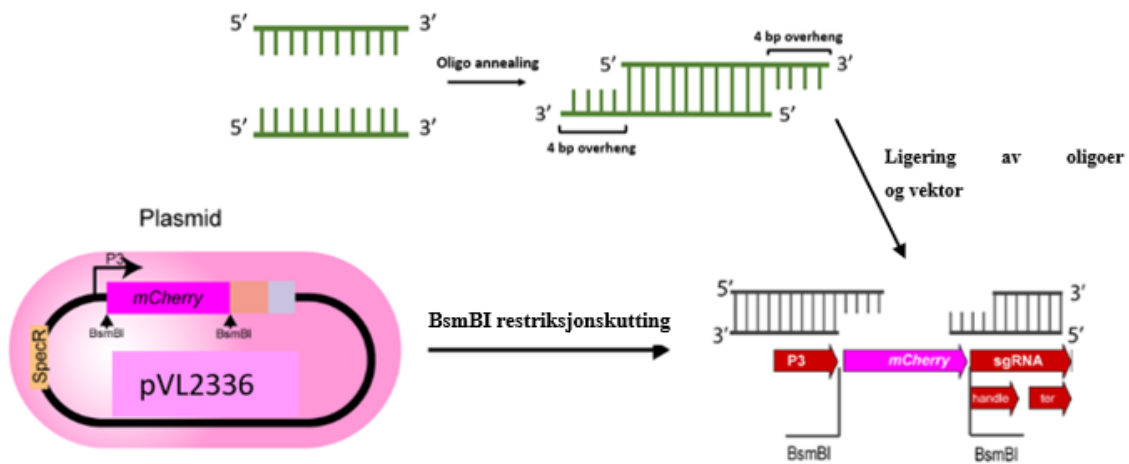 5′ 3′
Oligo annealing
5′ 3′
4 bp overheng
5′ 3′
3′ 5′
4 bp overheng
Ligering av oligoer
og vektor
Plasmid
P3
mCherry
BsmBI BsmBI
SpecR
pVL2336
BsmBI restriksjonskutting
5′ 3′
3′ 5′
P3 mCherry sgRNA
handle ter
BsmBI BsmBI